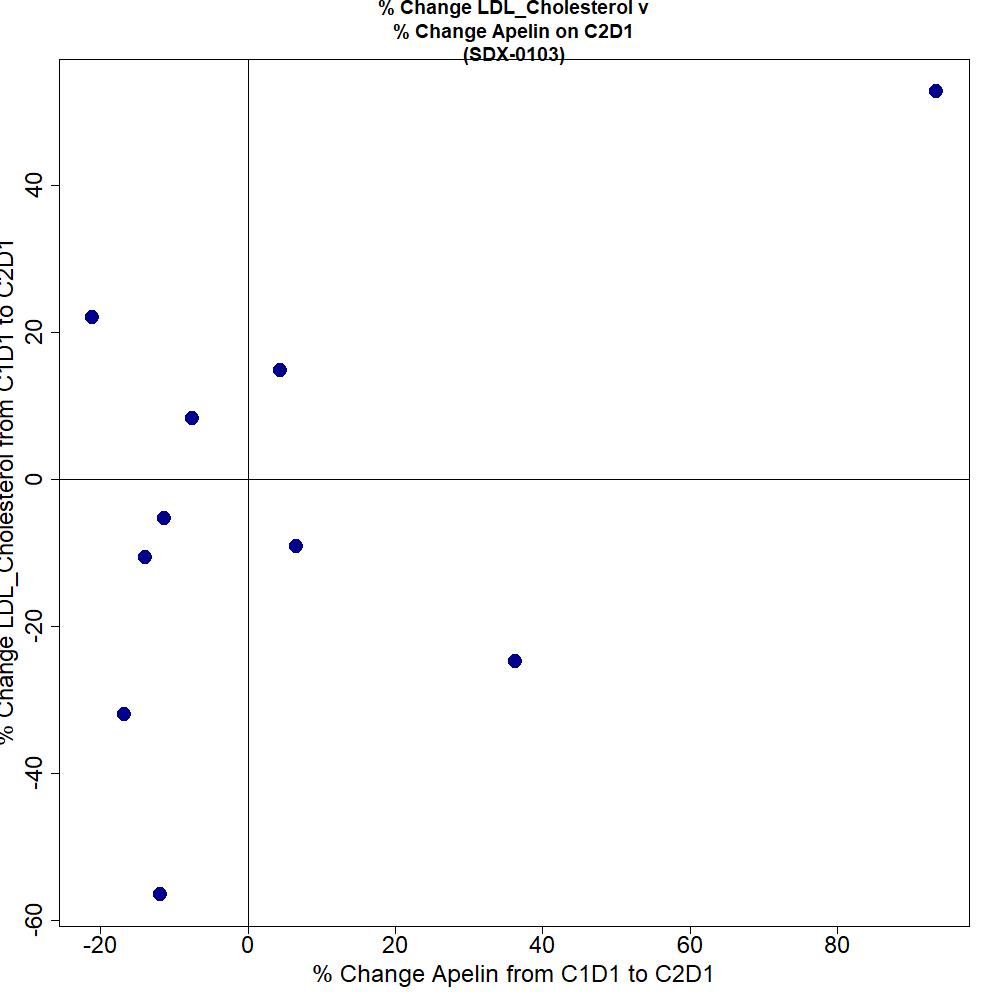 % Change LDL_Cholesterol v
% Change Apelin on C2D1
(SDX-0103)
% Change LDL_Cholesterol from C1D1 to C2D1
40
20
0
-20
-40
-60
-20
0
20
40
60
80
% Change Apelin from C1D1 to C2D1